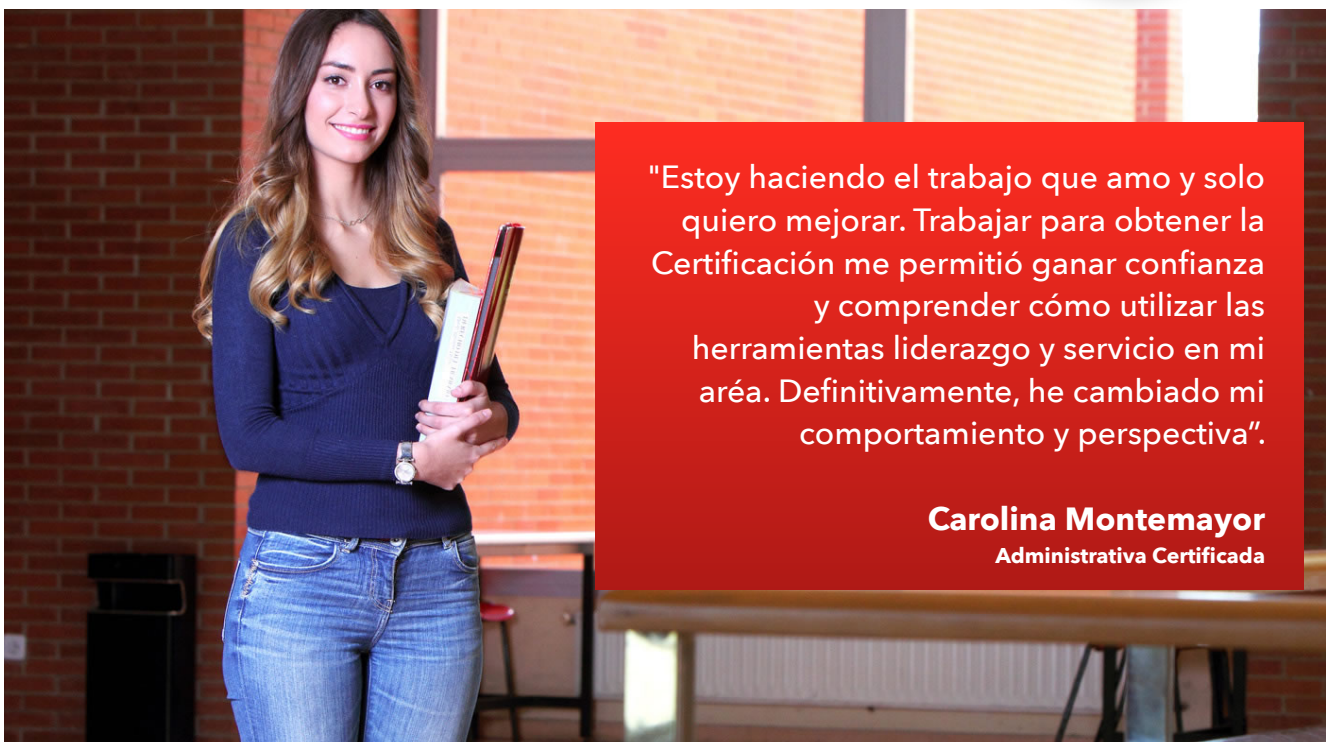 "Estoy haciendo el trabajo que amo y solo
quiero mejorar. Trabajar para obtener la
Certificación me permitió ganar confianza
y comprender cómo utilizar las
herramientas liderazgo y servicio en mi
aréa. Definitivamente, he cambiado mi
comportamiento y perspectiva”.
Carolina Montemayor
Administrativa Certificada